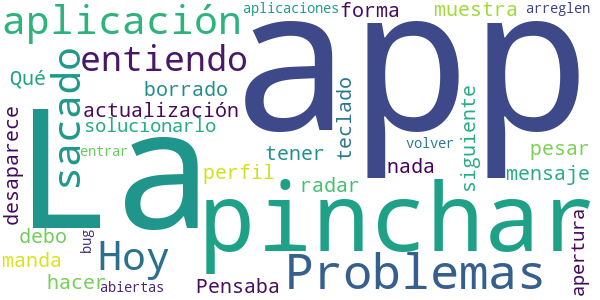 aplicación
aplicaciones
forma
muestra
arreglen
app
entiendo
sacado
Qué
borrado
actualización
solucionarlo
teclado
La
desaparece
entrar
tener
volver
nada
siguiente
pesar
mensaje
perfil
radar
pinchar
debo
bug
Hoy
manda
hacer
abiertas
Pensaba
Problemas
apertura